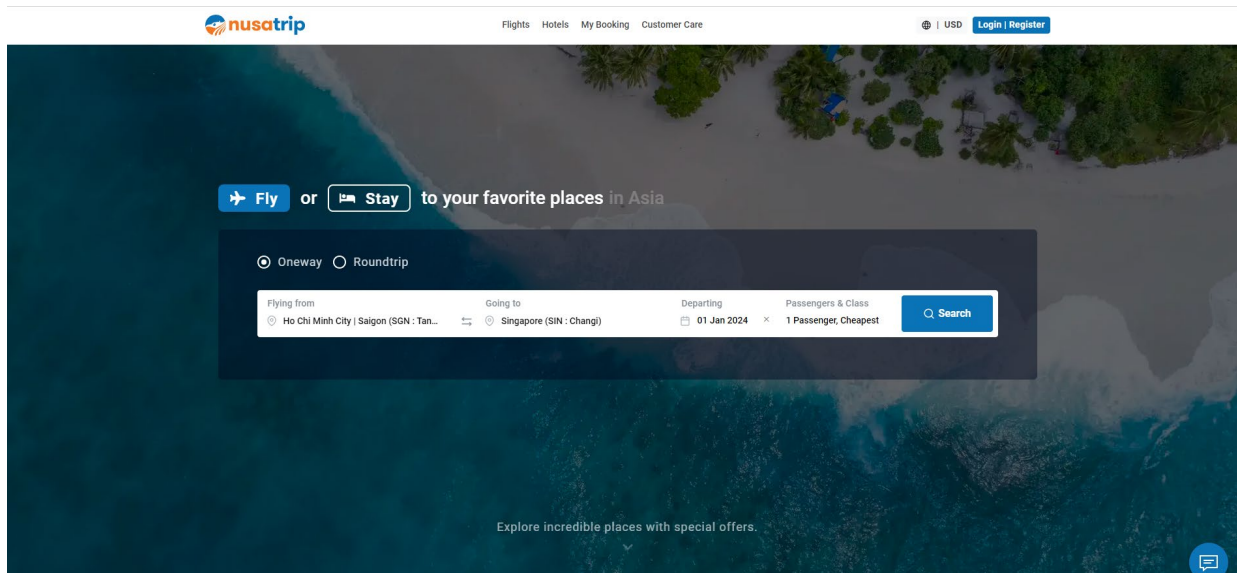 nusatrip
Flights Hotels My Booking Customer Care
| USD Login | Register
Fly or Stay to your favorite places in Asia
Oneway Roundtrip
Flying from Going to Departing Passengers & Class
Ho Chi Minh City | Saigon (SGN : Tan... Singapore (SIN : Changi) 01 Jan 2024 × 1 Passenger, Cheapest Search
Explore incredible places with special offers.